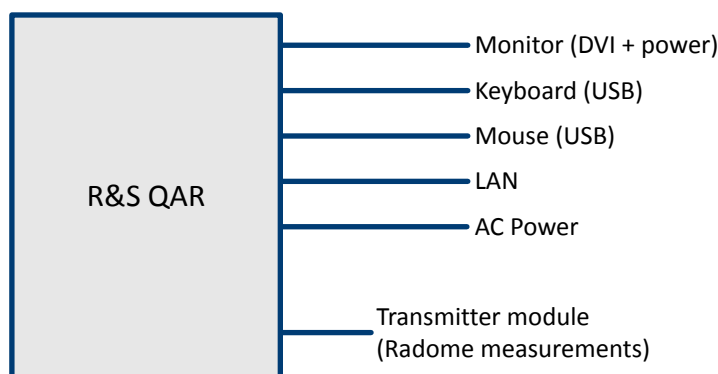 R&S QAR
Monitor (DVI + power)
Keyboard (USB)
Mouse (USB)
LAN
AC Power
Transmitter module
(Radome measurements)